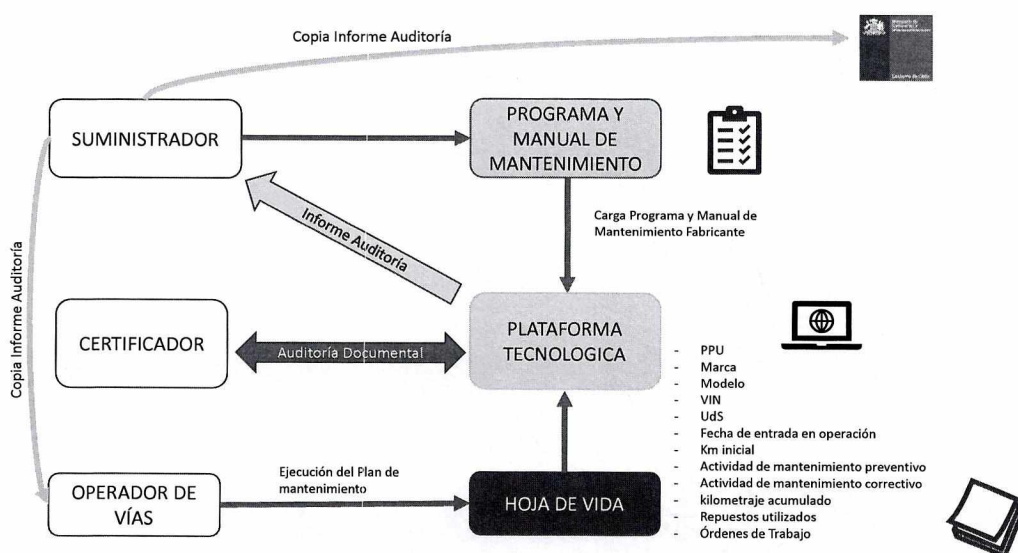 Copia Informe Auditoría
Gobierno de Chile
SUMINISTRADOR
PROGRAMA Y
MANUAL DE
MANTENIMIENTO
Carga Programa y Manual de
Mantenimiento Fabricante
Informe Auditoría
Copia Informe Auditoría
CERTIFICADOR
Auditoría Documental
PLATAFORMA
TECNOLOGICA
- PPU
- Marca
- Modelo
- VIN
- UdS
- Fecha de entrada en operación
- Km inicial
- Actividad de mantenimiento preventivo
- Actividad de mantenimiento correctivo
- kilometraje acumulado
- Repuestos utilizados
- Órdenes de Trabajo
Ejecución del Plan de
mantenimiento
OPERADOR DE
VÍAS
HOJA DE VIDA